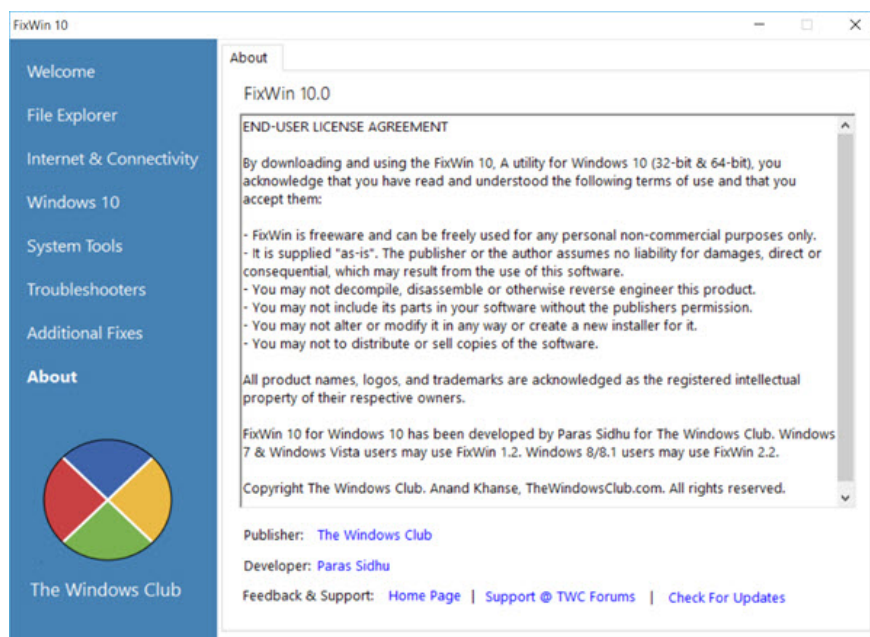 FixWin 10
Welcome
File Explorer
Internet & Connectivity
Windows 10
System Tools
Troubleshooters
Additional Fixes
About
The Windows Club
About
FixWin 10.0
END-USER LICENSE AGREEMENT
By downloading and using the FixWin 10, A utility for Windows 10 (32-bit & 64-bit), you
acknowledge that you have read and understood the following terms of use and that you
accept them:
- FixWin is freeware and can be freely used for any personal non-commercial purposes only.
- It is supplied "as-is". The publisher or the author assumes no liability for damages, direct or
consequential, which may result from the use of this software.
- You may not decompile, disassemble or otherwise reverse engineer this product.
- You may not include its parts in your software without the publishers permission.
- You may not alter or modify it in any way or create a new installer for it.
- You may not to distribute or sell copies of the software.
All product names, logos, and trademarks are acknowledged as the registered intellectual
property of their respective owners.
FixWin 10 for Windows 10 has been developed by Paras Sidhu for The Windows Club. Windows
7 & Windows Vista users may use FixWin 1.2. Windows 8/8.1 users may use FixWin 2.2.
Copyright The Windows Club. Anand Khanse, TheWindowsClub.com. All rights reserved.
Publisher: The Windows Club
Developer: Paras Sidhu
Feedback & Support: Home Page | Support @ TWC Forums | Check For Updates